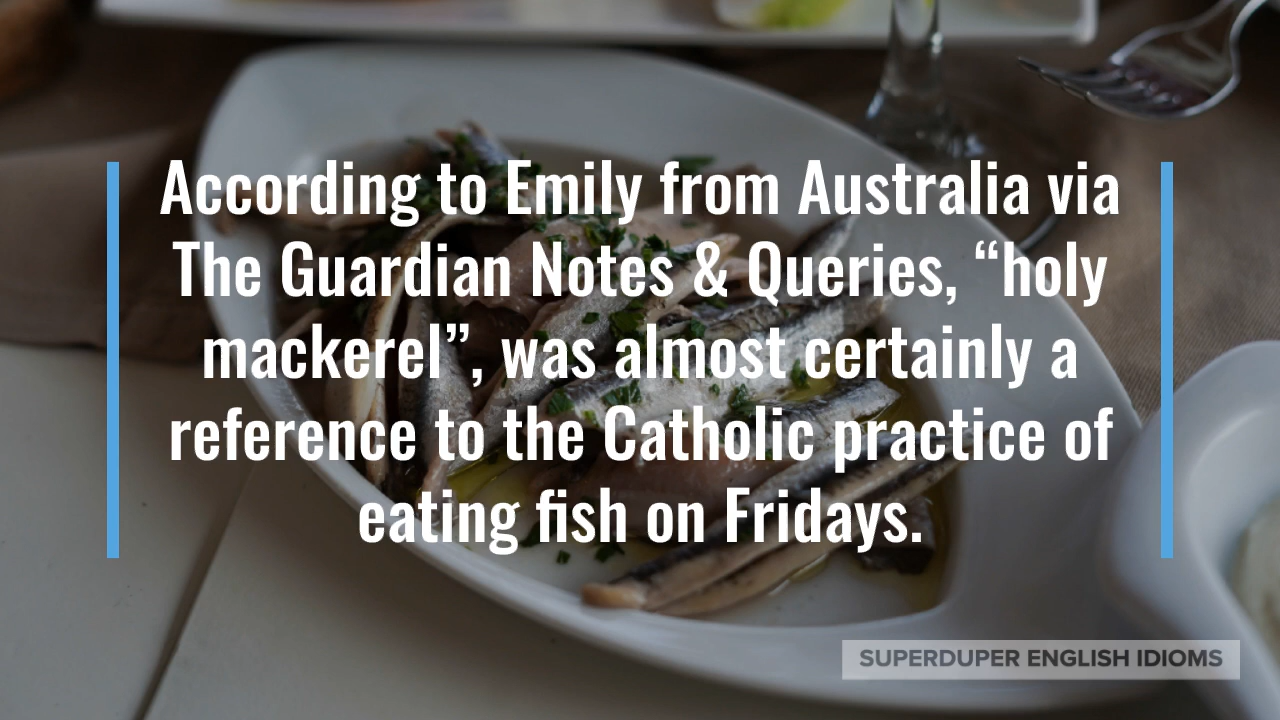 According to Emily from Australia via
The Guardian Notes & Queries, “holy
mackerel”, was almost certainly a
reference to the Catholic practice of
eating fish on Fridays.
SUPERDUPER ENGLISH IDIOMS